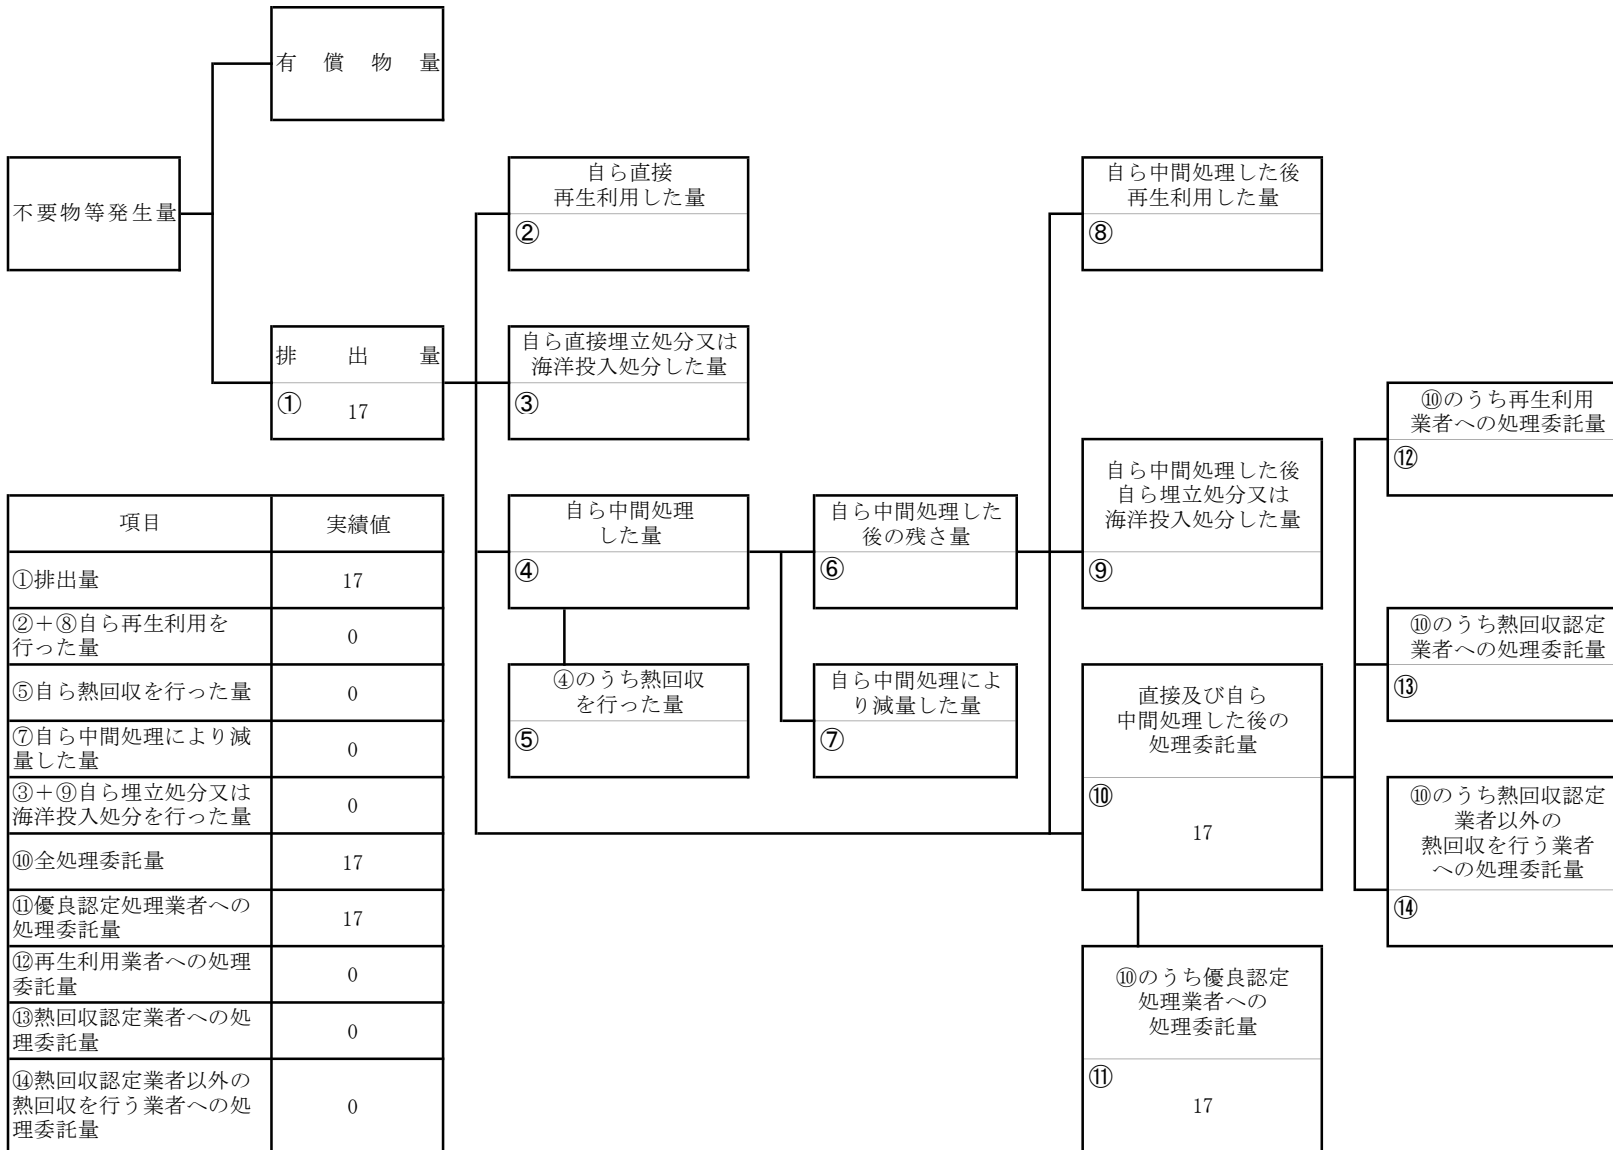 有償物量
不要物等発生量
自ら直接
再生利用した量
②
自ら中間処理した後
再生利用した量
⑧
排出量
① 17
自ら直接埋立処分又は
海洋投入処分した量
③
⑩のうち再生利用
業者への処理委託量
⑫
自ら中間処理した後
自ら埋立処分又は
海洋投入処分した量
⑨
自ら中間処理
した量
④
自ら中間処理した
後の残さ量
⑥
⑩のうち熱回収認定
業者への処理委託量
⑬
④のうち熱回収
を行った量
⑤
自ら中間処理によ
り減量した量
⑦
直接及び自ら
中間処理した後の
処理委託量
⑩
17
⑩のうち熱回収認定
業者以外の
熱回収を行う業者
への処理委託量
⑭
⑩のうち優良認定
処理業者への
処理委託量
⑪
17
項目 実績値
①排出量 17
②+⑧自ら再生利用を
行った量 0
⑤自ら熱回収を行った量 0
⑦自ら中間処理により減
量した量 0
③+⑨自ら埋立処分又は
海洋投入処分を行った量 0
⑩全処理委託量 17
⑪優良認定処理業者への
処理委託量 17
⑫再生利用業者への処理
委託量 0
⑬熱回収認定業者への処
理委託量 0
⑭熱回収認定業者以外の
熱回収を行う業者への処 0
理委託量